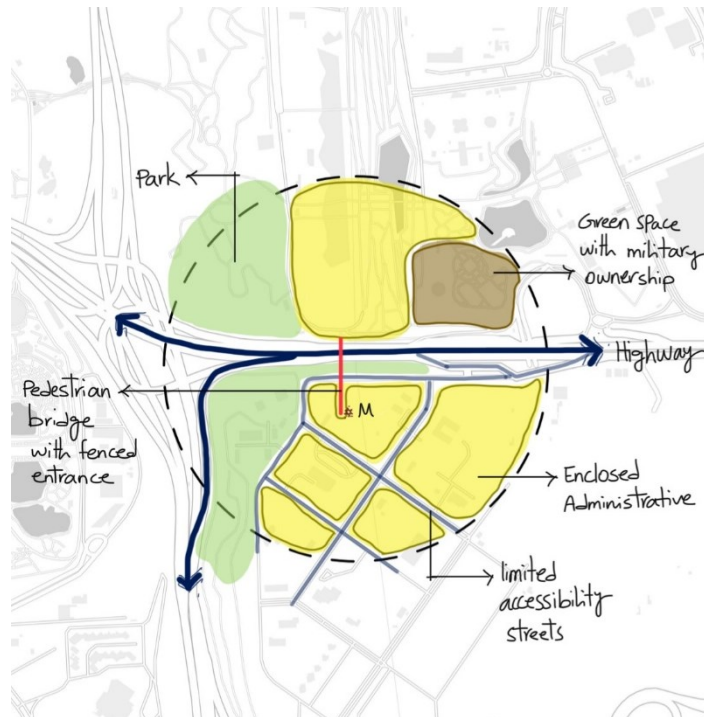 Park
Green space
with military
ownership
Highway
Pedestrian
bridge
with fenced
entrance
M
Enclosed
Administrative
limited
accessibility
streets